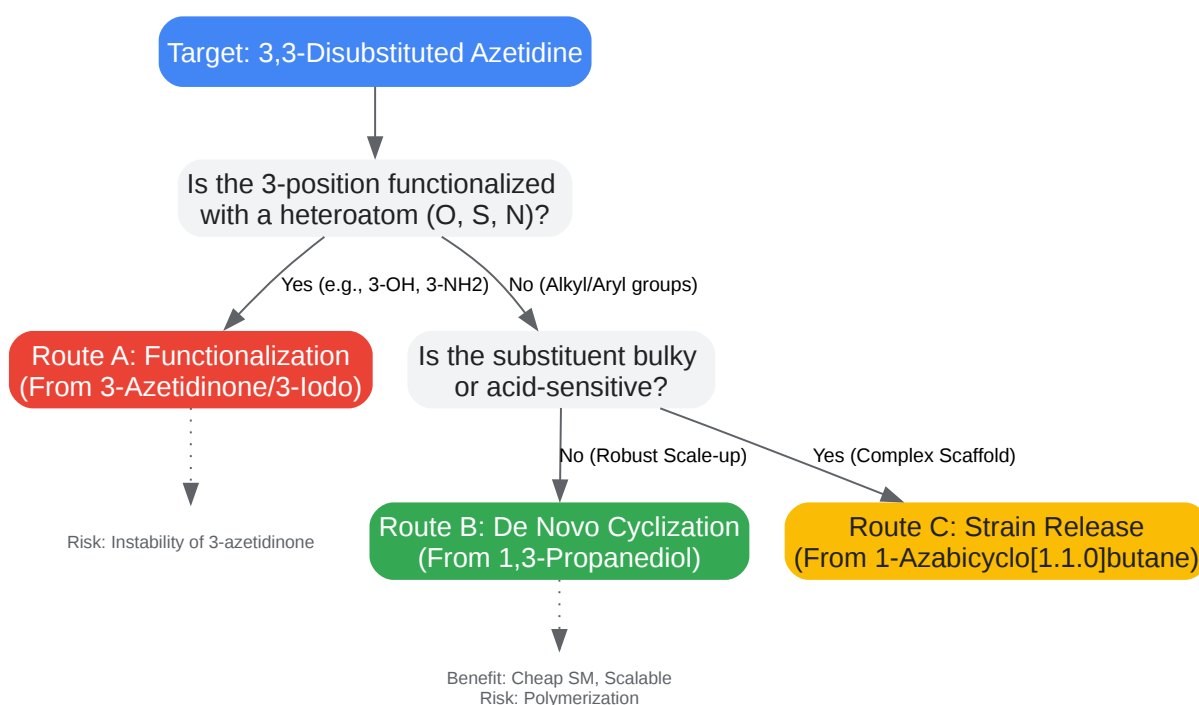 Target: 3,3-Disubstituted Azetidine
Is the 3-position functionalized
with a heteroatom (O, S, N)?
Yes (e.g., 3-OH, 3-NH2)
No (Alkyl/Aryl groups)
Route A: Functionalization
(From 3-Azetidinone/3-Iodo)
Is the substituent bulky
or acid-sensitive?
No (Robust Scale-up)
Yes (Complex Scaffold)
Risk: Instability of 3-azetidinone
Route B: De Novo Cyclization
(From 1,3-Propanediol)
Route C: Strain Release
(From 1-Azabicyclo[1.1.0]butane)
Benefit: Cheap SM, Scalable
Risk: Polymerization